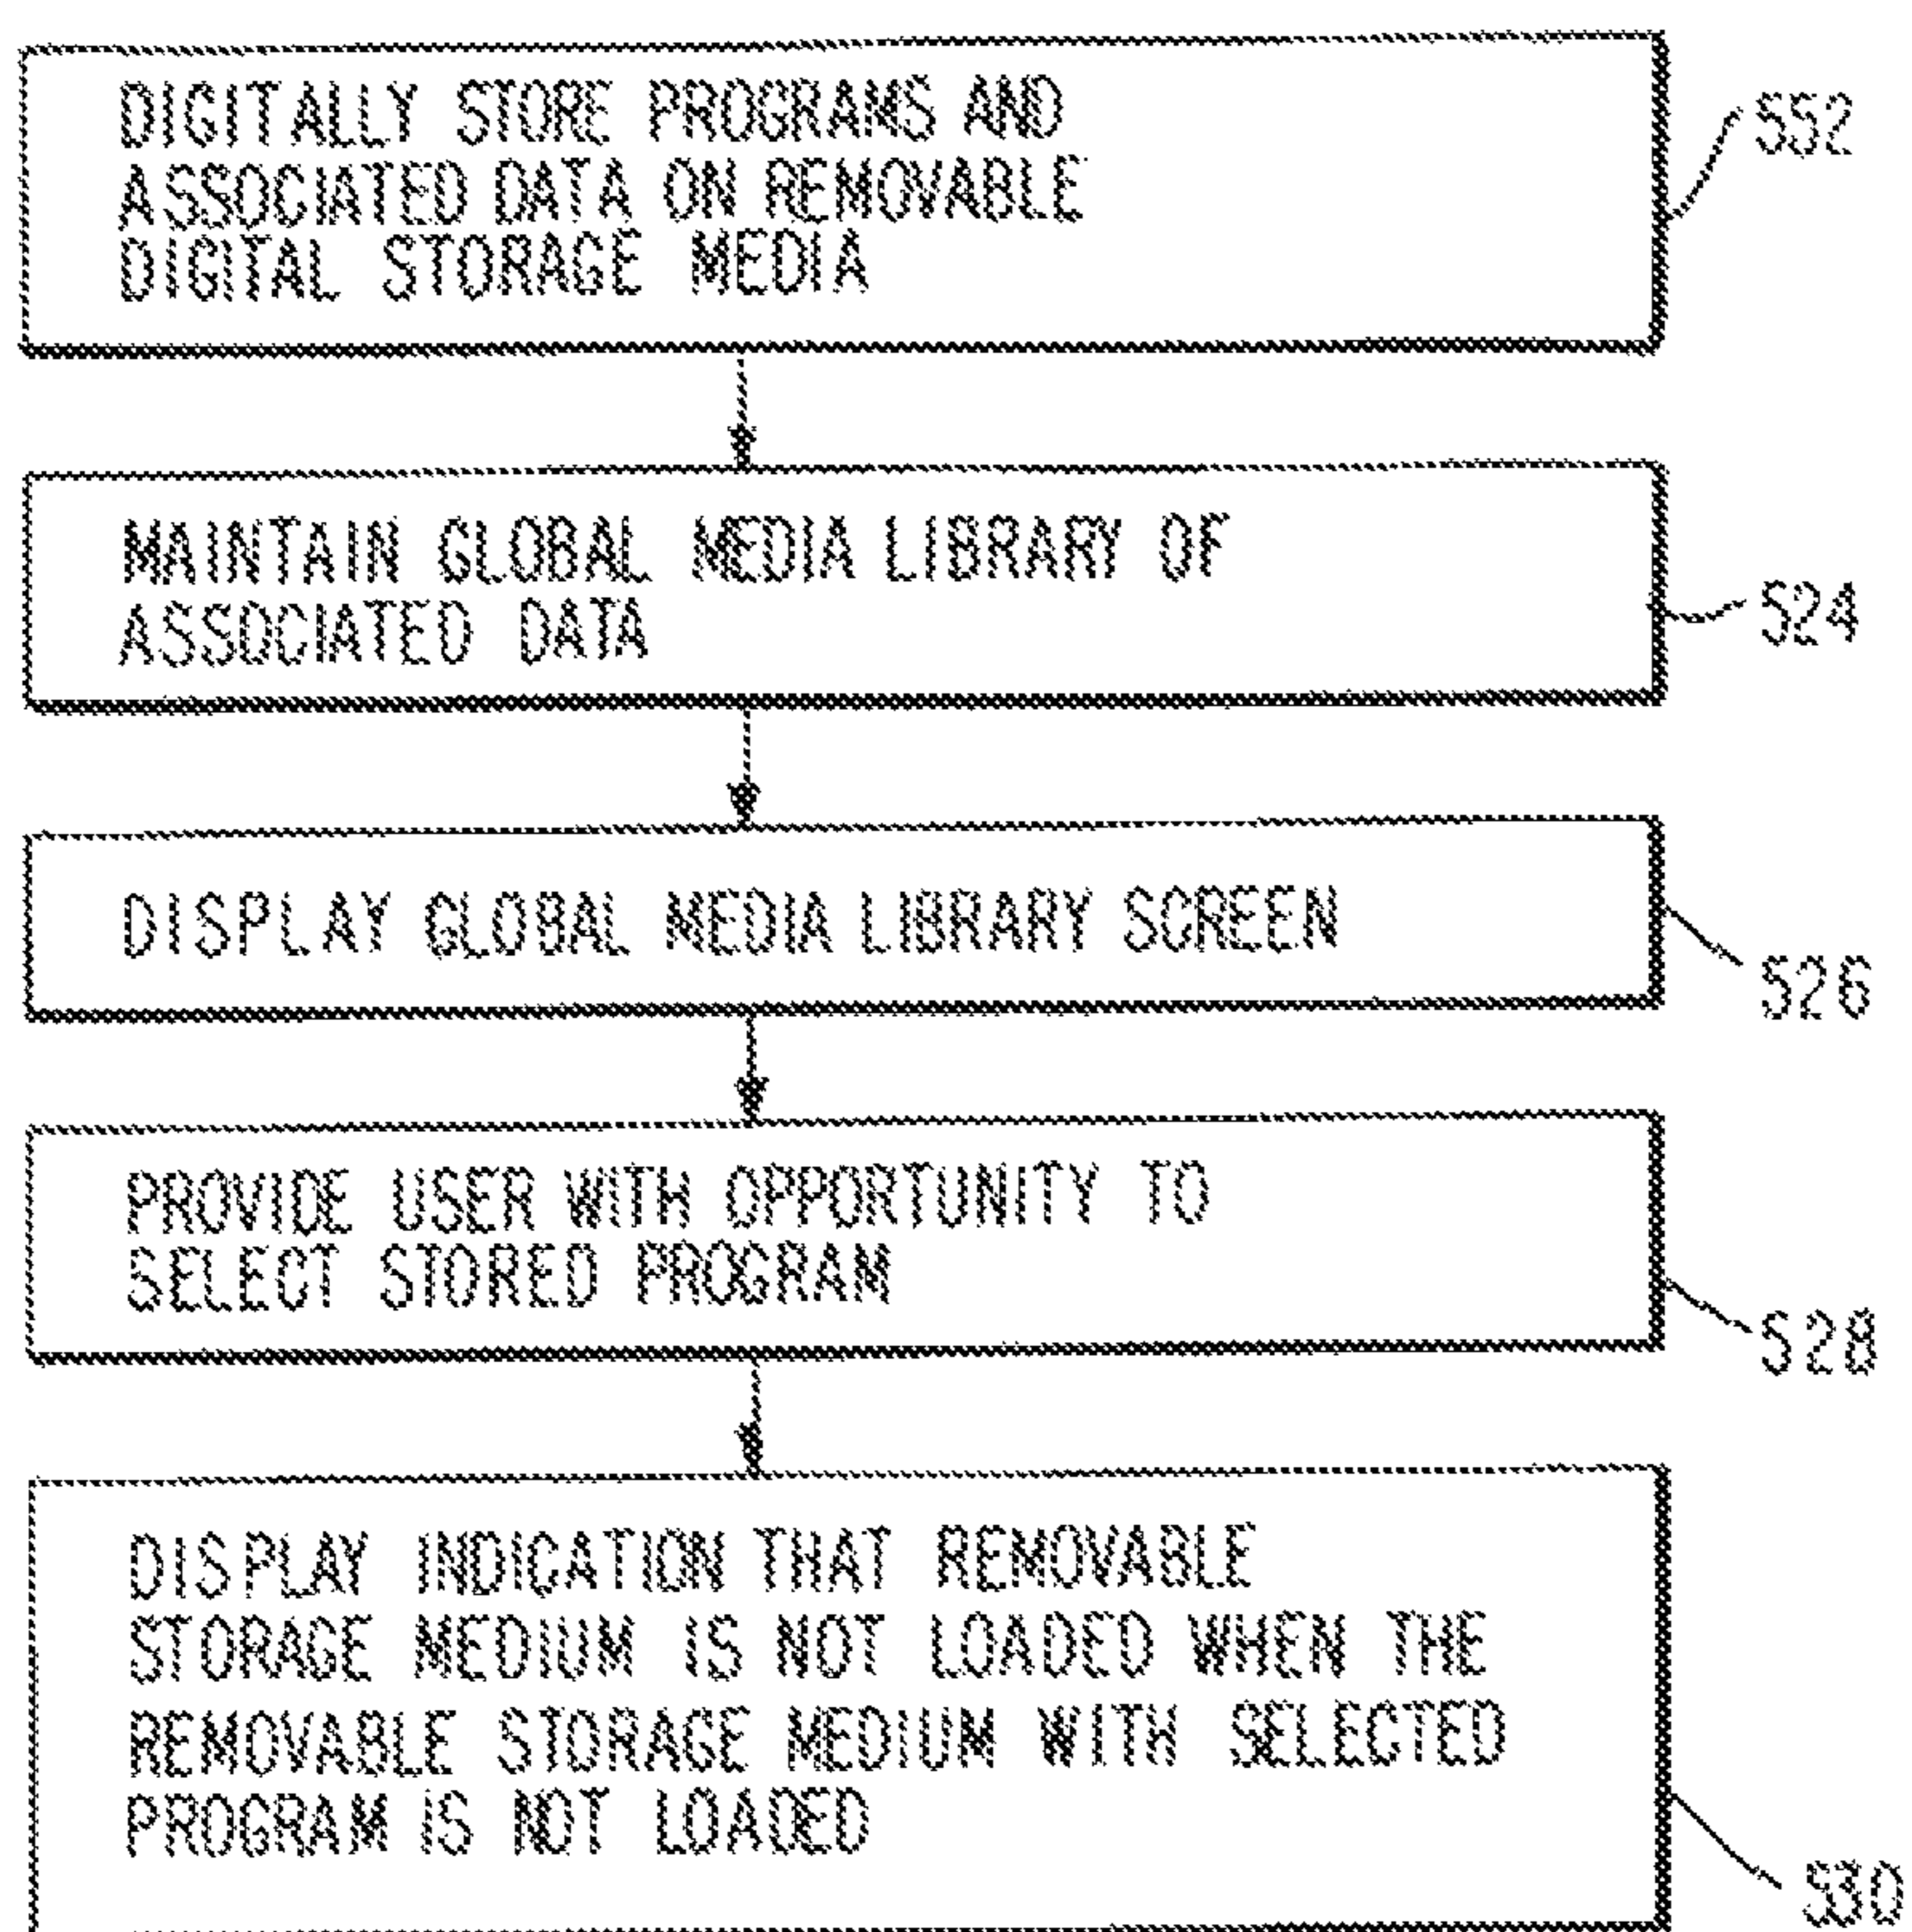 DIGITALLY STORE PROGRAMS AND
ASSOCIATED DATA ON REMOVABLE
DIGITAL STORAGE MEDIA
552
MAINTAIN GLOBAL MEDIA LIBRARY OF
ASSOCIATED DATA
524
DISPLAY GLOBAL MEDIA LIBRARY SCREEN
526
PROVIDE USER WITH OPPORTUNITY TO
SELECT STORED PROGRAM
528
DISPLAY INDICATION THAT REMOVABLE
STORAGE MEDIUM IS NOT LOADED WHEN THE
REMOVABLE STORAGE MEDIUM WITH SELECTED
PROGRAM IS NOT LOADED
530